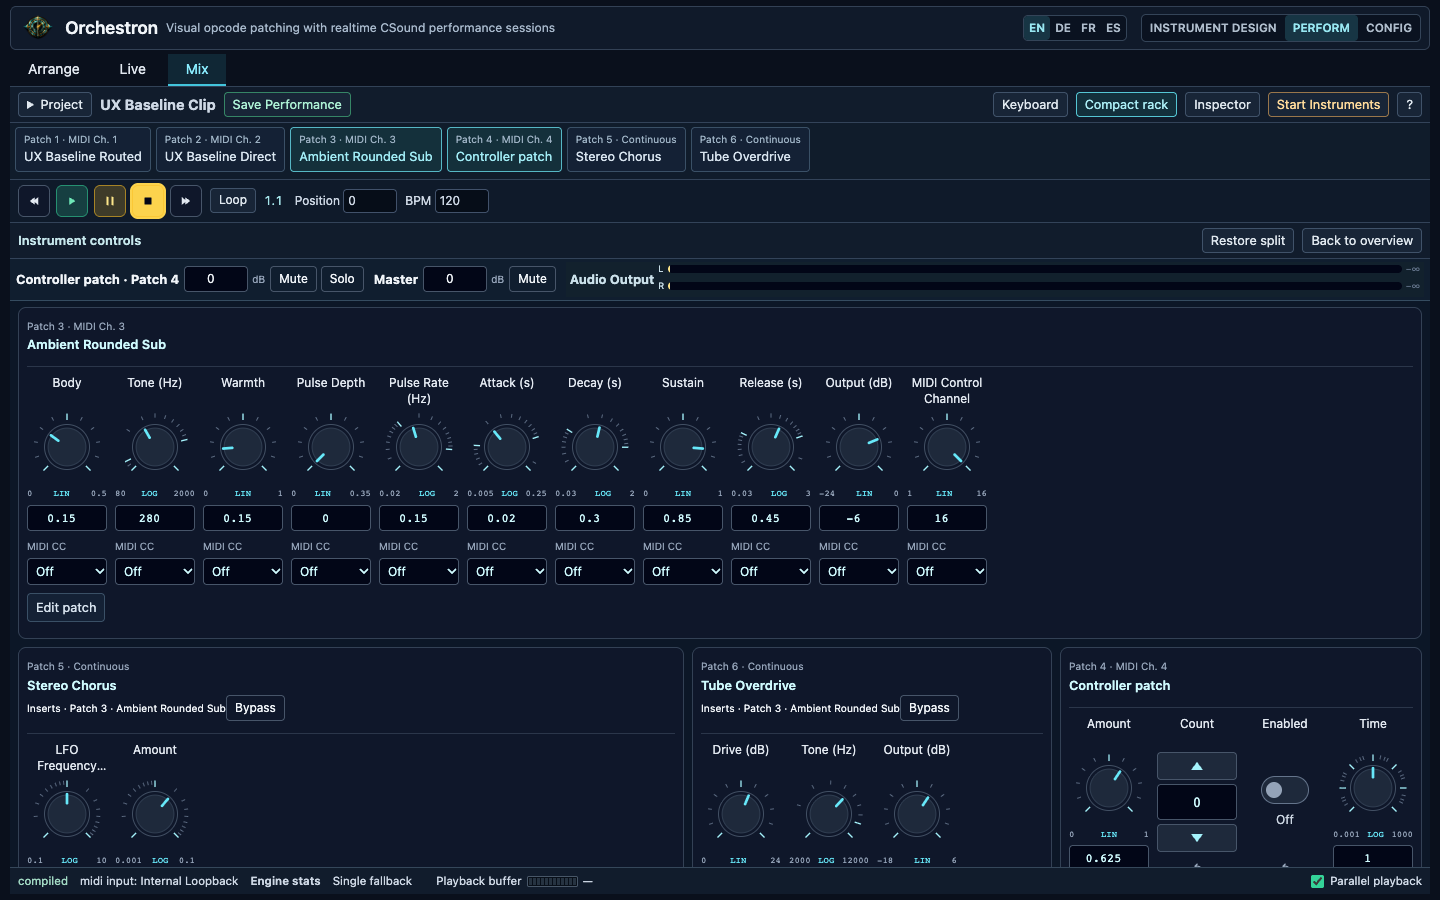 Orchestron Visual opcode patching with realtime CSound performance sessions EN DE FR ES INSTRUMENT DESIGN PERFORM CONFIG
Arrange Live Mix
Project UX Baseline Clip Save Performance Keyboard Compact rack Inspector Start Instruments ?
Patch 1 · MIDI Ch. 1 Patch 2 · MIDI Ch. 2 Patch 3 · MIDI Ch. 3 Patch 4 · MIDI Ch. 4 Patch 5 · Continuous Patch 6 · Continuous
UX Baseline Routed UX Baseline Direct Ambient Rounded Sub Controller patch Stereo Chorus Tube Overdrive
Loop 1.1 Position 0 BPM 120
Instrument controls Restore split Back to overview
Controller patch · Patch 4 0 dB Mute Solo Master 0 dB Mute Audio Output
L -∞
R -∞
Patch 3 · MIDI Ch. 3
Ambient Rounded Sub
Body Tone (Hz) Warmth Pulse Depth Pulse Rate (Hz) Attack (s) Decay (s) Sustain Release (s) Output (dB) MIDI Control Channel
0 LIN 0.5 80 LOG 2000 0 LIN 1 0 LIN 0.35 0.02 LOG 2 0.005 LOG 0.25 0.03 LOG 2 0 LIN 1 0.03 LOG 3 -24 LIN 0 1 LIN 16
0.15 280 0.15 0 0.15 0.02 0.3 0.85 0.45 -6 16
MIDI CC MIDI CC MIDI CC MIDI CC MIDI CC MIDI CC MIDI CC MIDI CC MIDI CC MIDI CC MIDI CC
Off Off Off Off Off Off Off Off Off Off Off
Edit patch
Patch 5 · Continuous
Stereo Chorus
Inserts · Patch 3 · Ambient Rounded Sub Bypass
LFO Frequency... Amount
0.1 LOG 10 0.001 LOG 0.1
Patch 6 · Continuous
Tube Overdrive
Inserts · Patch 3 · Ambient Rounded Sub Bypass
Drive (dB) Tone (Hz) Output (dB)
0 LIN 24 2000 LOG 12000 -18 LIN 6
Patch 4 · MIDI Ch. 4
Controller patch
Amount Count Enabled Time
0
Off
0 LIN 1 0.001 LOG 1000
0.625 1
compiled midi input: Internal Loopback Engine stats Single fallback Playback buffer — Parallel playback